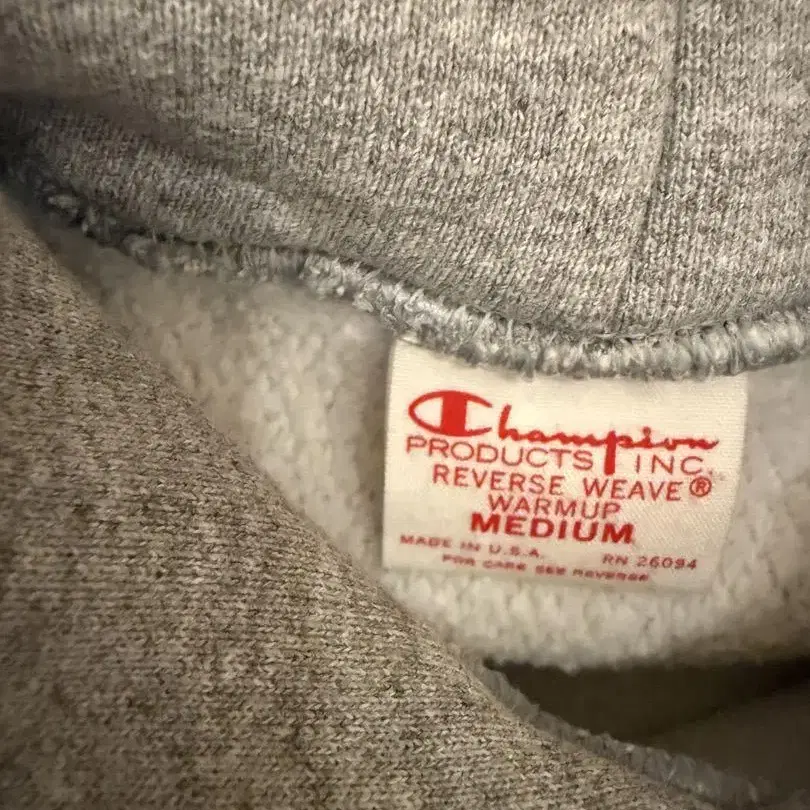 Champion
PRODUCTS INC.
REVERSE WEAVE®
WARMUP
MEDIUM
MADE IN U.S.A. RN 26094
FOR CARE SEE REVERSE